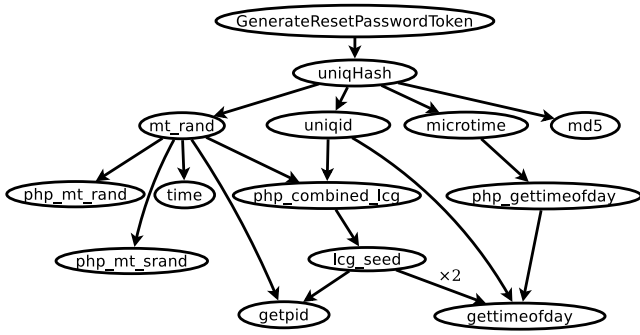 GenerateResetPasswordToken
uniqHash
mt_rand
uniqid
microtime
md5
php_mt_rand
time
php_combined_lcg
php_gettimeofday
php_mt_srand
lcg_seed
×2
getpid
gettimeofday